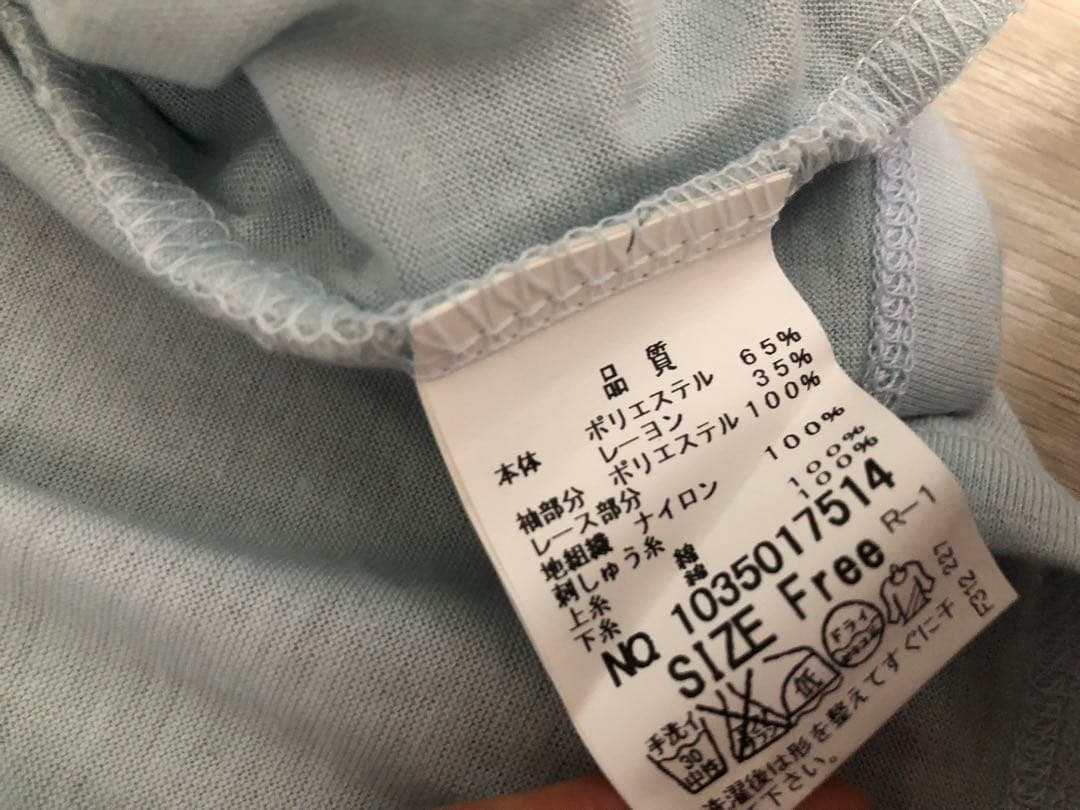 品質
本体 ポリエステル 65%
レーヨン 35%
袖部分 ポリエステル 100%
レース部分
地組織 ナイロン 100%
刺しゅう糸
上糸 綿 100%
下糸 綿 100%
NO. 1035017514
SIZE Free R-1
手洗イ 30 中性
低
ドライ
洗濯後は形を整えてすぐに干
下さい。